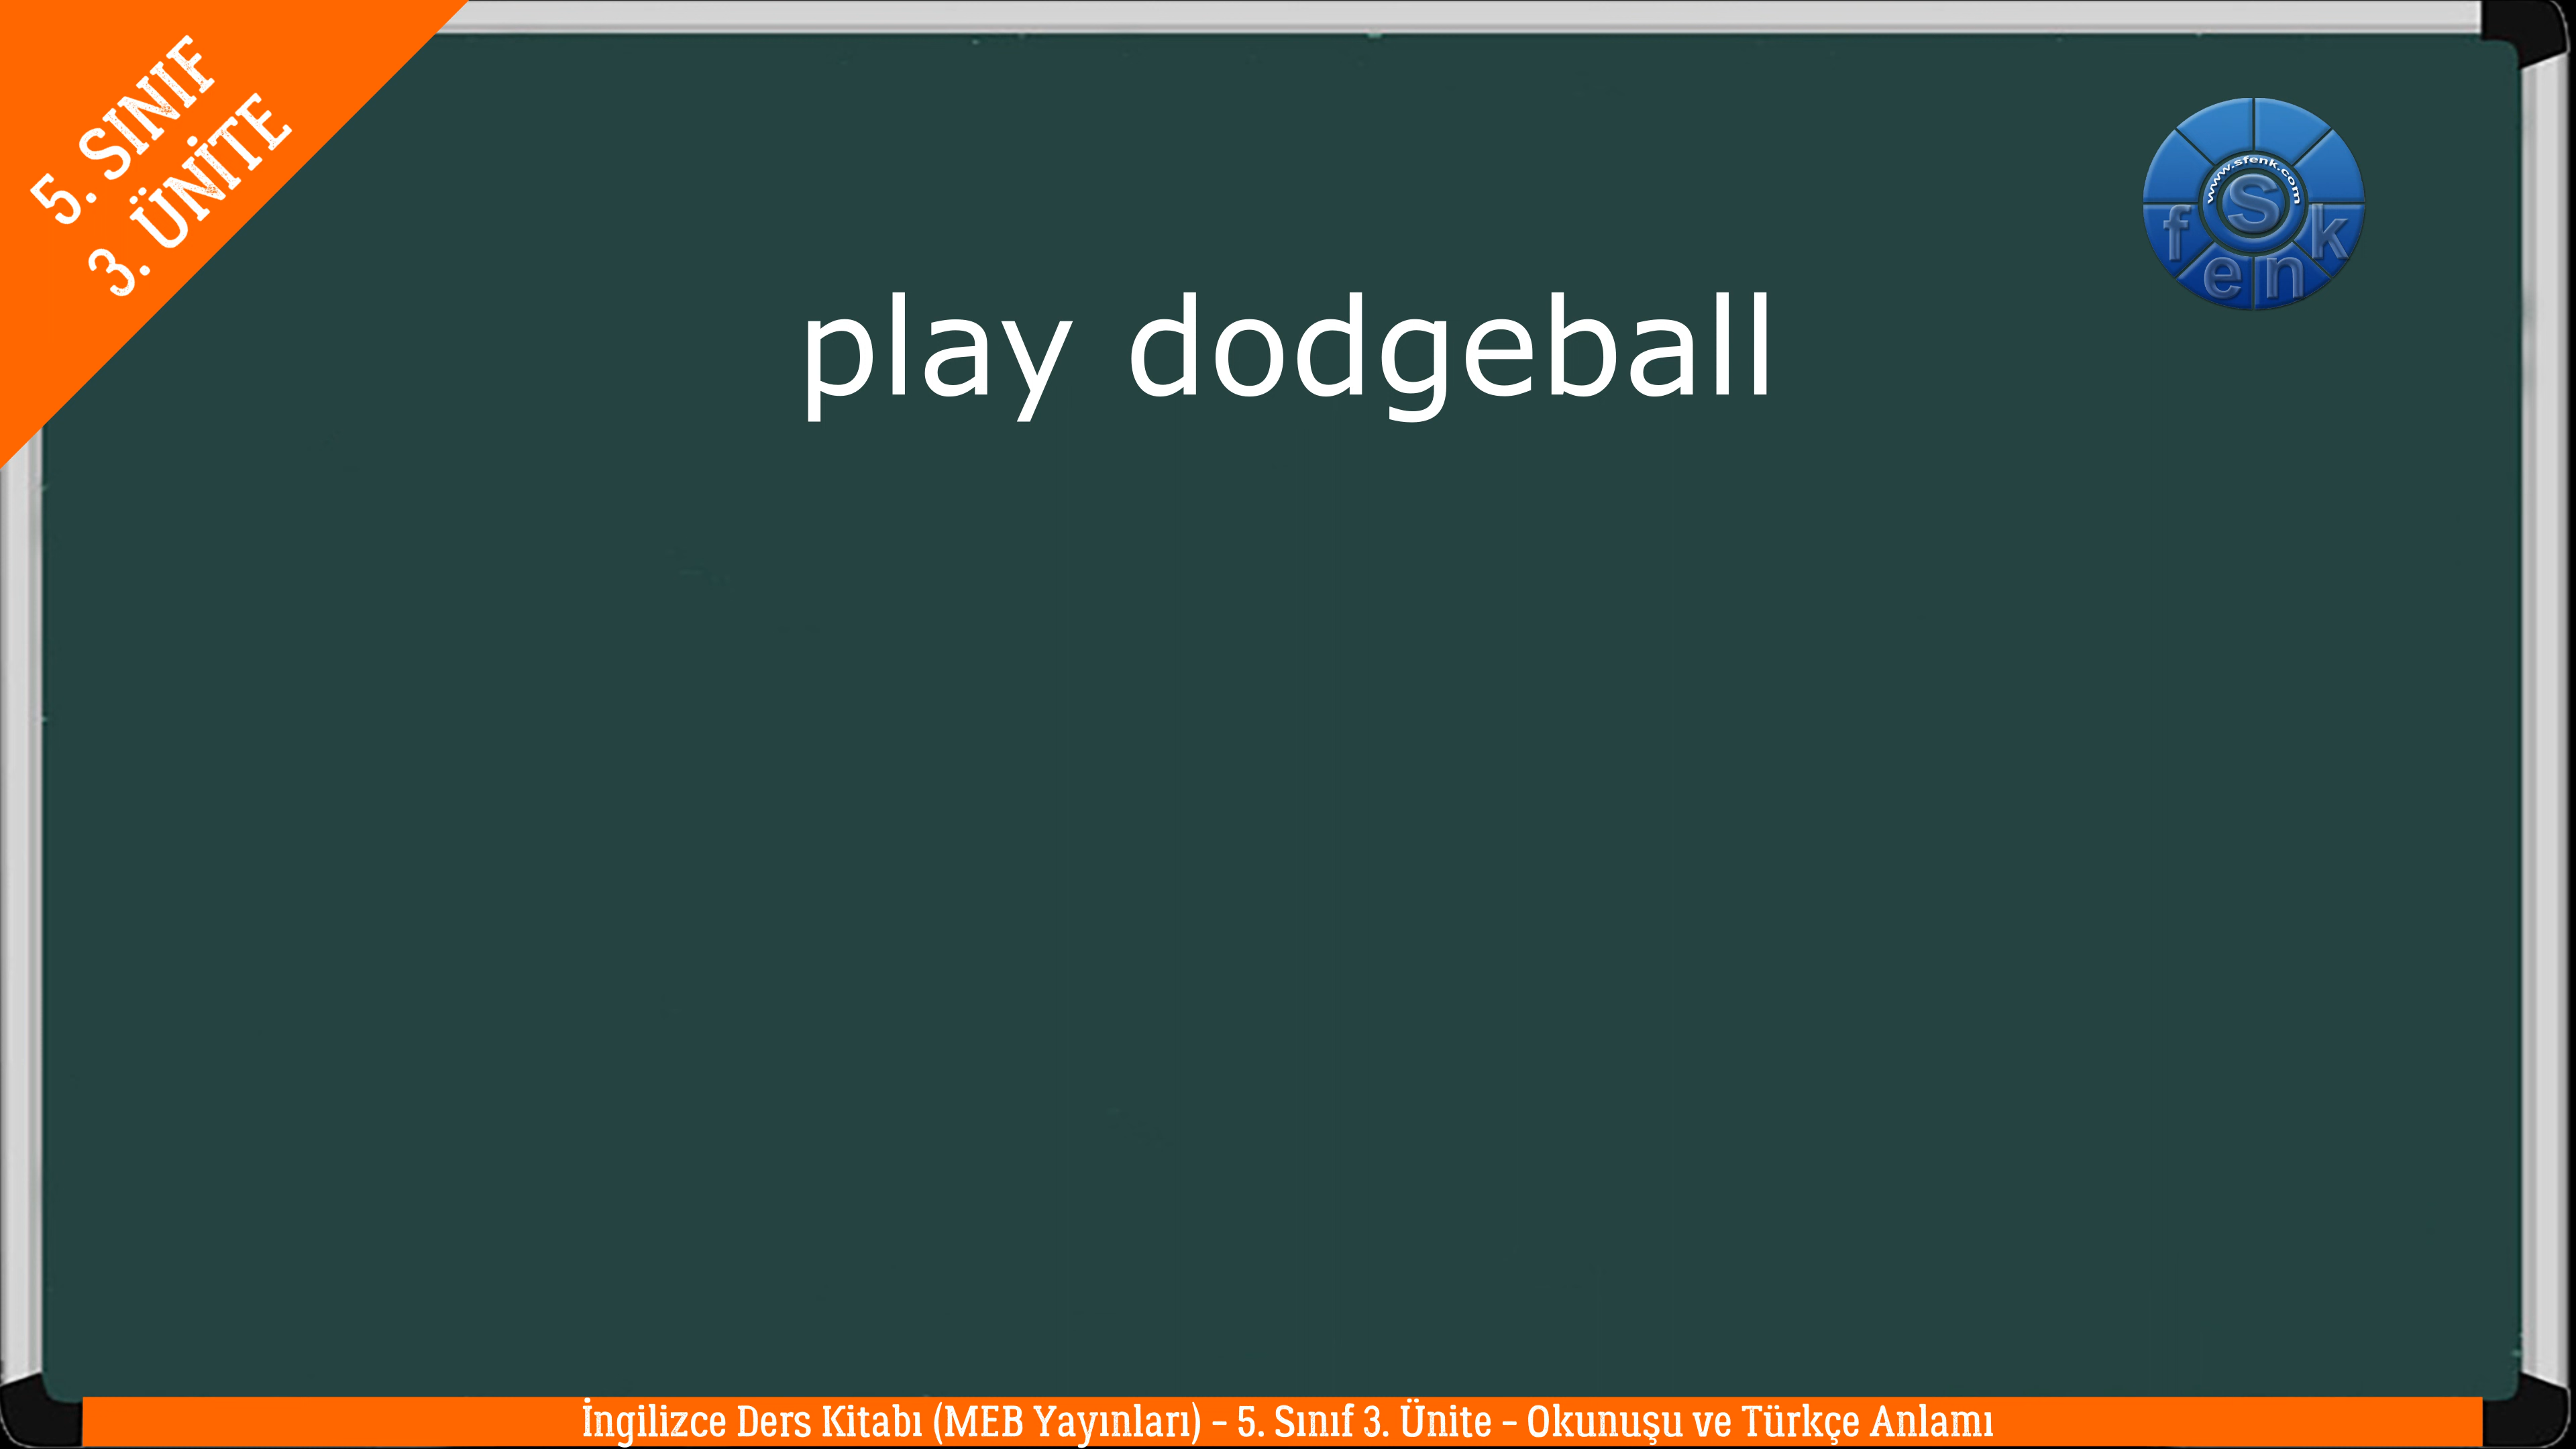 5. SINIF
3. ÜNİTE
www.sfenk.com
S
f e n k
play dodgeball
İngilizce Ders Kitabı (MEB Yayınları) – 5. Sınıf 3. Ünite – Okunuşu ve Türkçe Anlamı